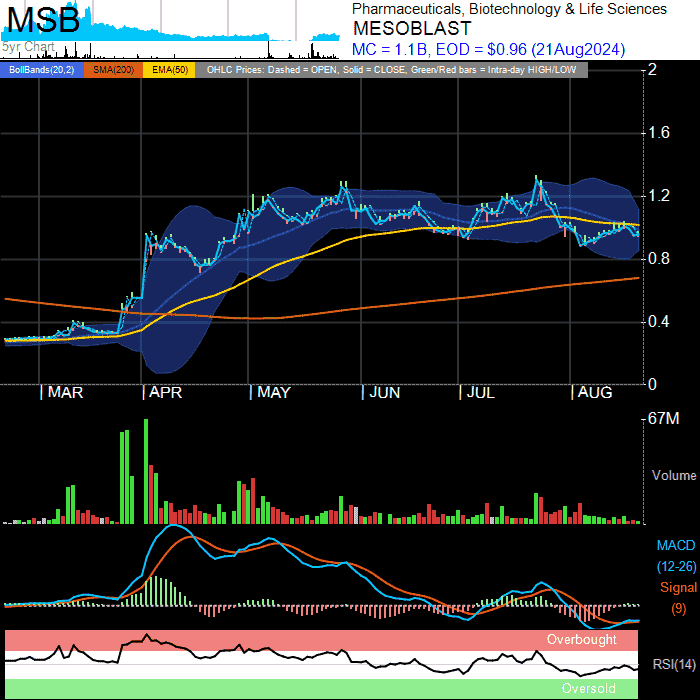 MSB
5yr Chart
Pharmaceuticals, Biotechnology & Life Sciences
MESOBLAST
MC = 1.1B, EOD = $0.96 (21Aug2024)
BollBands(20,2) SMA(200) EMA(50) OHLC Prices: Dashed = OPEN, Solid = CLOSE, Green/Red bars = Intra-day HIGH/LOW
2
1.6
1.2
0.8
0.4
0
MAR APR MAY JUN JUL AUG
67M
Volume
MACD
(12-26)
Signal
(9)
Overbought
RSI(14)
Oversold